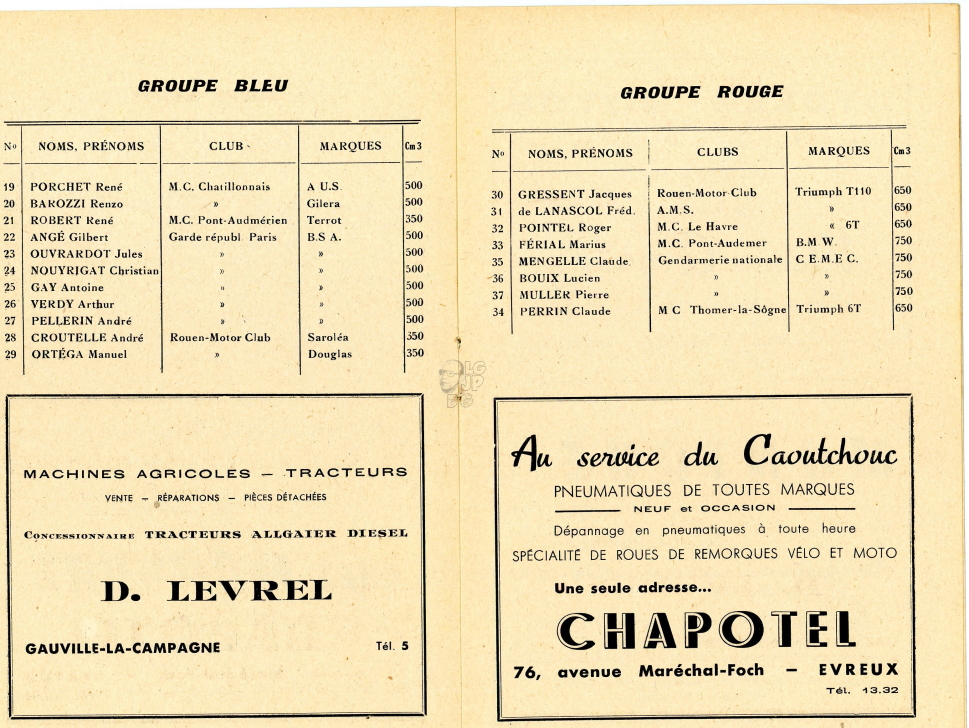 GROUPE BLEU
No NOMS, PRÉNOMS CLUB MARQUES Cm3
19 PORCHET René M.C. Chatillonnais A U.S. 500
20 BAROZZI Renzo » Gilera 500
21 ROBERT René M.C. Pont-Audmérien Terrot 350
22 ANGÉ Gilbert Garde républ. Paris B.S A. 500
23 OUVRARDOT Jules » » 500
24 NOUYRIGAT Christian » » 500
25 GAY Antoine » » 500
26 VERDY Arthur » » 500
27 PELLERIN André » » 500
28 CROUTELLE André Rouen-Motor Club Saroléa 350
29 ORTÉGA Manuel » Douglas 350
MACHINES AGRICOLES — TRACTEURS
VENTE — RÉPARATIONS — PIÈCES DÉTACHÉES
CONCESSIONNAIRE TRACTEURS ALLGAIER DIESEL
D. LEVREL
GAUVILLE-LA-CAMPAGNE Tél. 5
GROUPE ROUGE
No NOMS, PRÉNOMS CLUBS MARQUES Cm3
30 GRESSENT Jacques Rouen-Motor-Club Triumph T110 650
31 de LANASCOL Fréd. A.M.S. » 650
32 POINTEL Roger M.C. Le Havre « 6T 650
33 FÉRIAL Marius M.C. Pont-Audemer B.M W. 750
35 MENGELLE Claude. Gendarmerie nationale C E.M.E C. 750
36 BOUIX Lucien » » 750
37 MULLER Pierre » » 750
34 PERRIN Claude M C Thomer-la-Sôgne Triumph 6T 650
Au service du Caoutchouc
PNEUMATIQUES DE TOUTES MARQUES
NEUF et OCCASION
Dépannage en pneumatiques à toute heure
SPÉCIALITÉ DE ROUES DE REMORQUES VÉLO ET MOTO
Une seule adresse...
CHAPOTEL
76, avenue Maréchal-Foch — EVREUX
Tél. 13.32